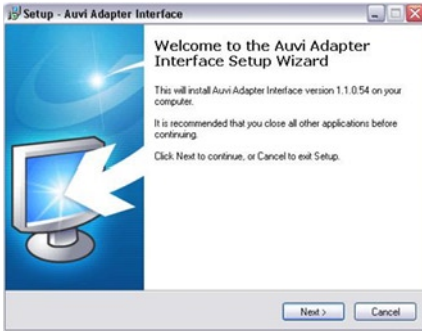 Setup - Auvi Adapter Interface
Welcome to the Auvi Adapter
Interface Setup Wizard
This will install Auvi Adapter Interface version 1.1.0.54 on your
computer.
It is recommended that you close all other applications before
continuing.
Click Next to continue, or Cancel to exit Setup.
Next >
Cancel